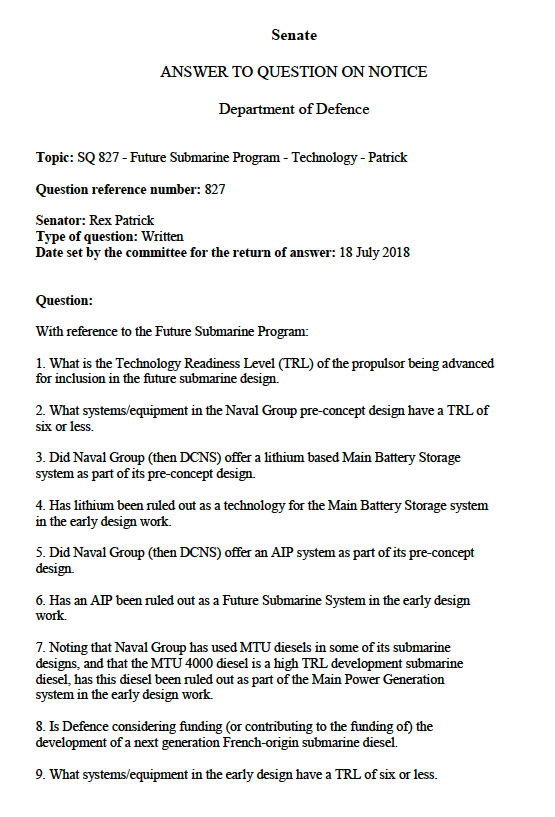 Senate
ANSWER TO QUESTION ON NOTICE
Department of Defence
Topic: SQ 827 - Future Submarine Program - Technology - Patrick
Question reference number: 827
Senator: Rex Patrick
Type of question: Written
Date set by the committee for the return of answer: 18 July 2018
Question:
With reference to the Future Submarine Program:
1. What is the Technology Readiness Level (TRL) of the propulsor being advanced
for inclusion in the future submarine design.
2. What systems/equipment in the Naval Group pre-concept design have a TRL of
six or less.
3. Did Naval Group (then DCNS) offer a lithium based Main Battery Storage
system as part of its pre-concept design.
4. Has lithium been ruled out as a technology for the Main Battery Storage system
in the early design work.
5. Did Naval Group (then DCNS) offer an AIP system as part of its pre-concept
design.
6. Has an AIP been ruled out as a Future Submarine System in the early design
work.
7. Noting that Naval Group has used MTU diesels in some of its submarine
designs, and that the MTU 4000 diesel is a high TRL development submarine
diesel, has this diesel been ruled out as part of the Main Power Generation
system in the early design work.
8. Is Defence considering funding (or contributing to the funding of) the
development of a next generation French-origin submarine diesel.
9. What systems/equipment in the early design have a TRL of six or less.